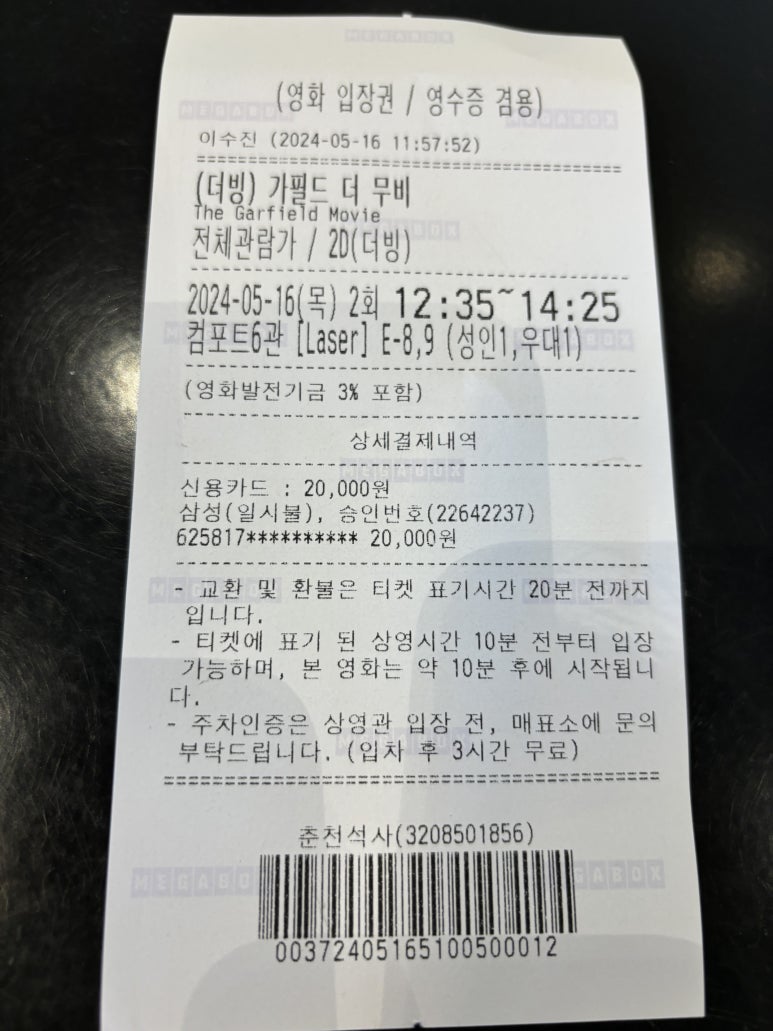 MEGABOX
(영화 입장권 / 영수증 겸용)
이수진 (2024-05-16 11:57:52)
(더빙) 가필드 더 무비
The Garfield Movie
전체관람가 / 2D(더빙)
2024-05-16(목) 2회 12:35~14:25
컴포트6관 [Laser] E-8,9 (성인1,우대1)
(영화발전기금 3% 포함)
상세결제내역
신용카드 : 20,000원
삼성(일시불), 승인번호(22642237)
625817********** 20,000원
- 교환 및 환불은 티켓 표기시간 20분 전까지
입니다.
- 티켓에 표기 된 상영시간 10분 전부터 입장
가능하며, 본 영화는 약 10분 후에 시작됩니
다.
- 주차인증은 상영관 입장 전, 매표소에 문의
부탁드립니다. (입차 후 3시간 무료)
춘천석사(3208501856)
00372405165100500012